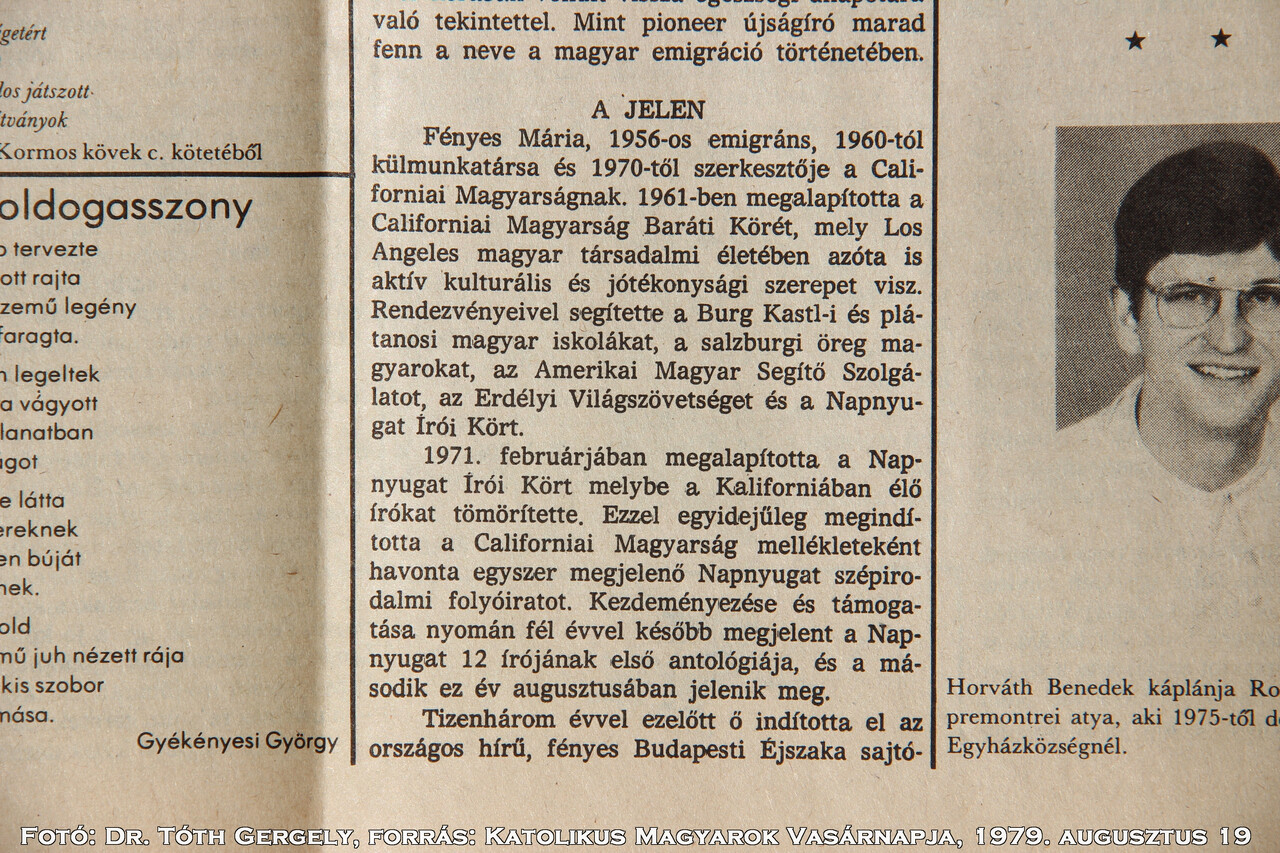 getért
los játszott
tványok
Kormos kövek c. kötetéből
oldogasszony
tervezte
ott rajta
zemű legény
faragta.
legeltek
a vágyott
lanatban
ágot
e látta
ereknek
en búját
nek.
old
mű juh nézett rája
kis szobor
mása.
Gyékényesi György
való tekintettel. Mint pioneer újságíró marad
fenn a neve a magyar emigráció történetében.
A JELEN
Fényes Mária, 1956-os emigráns, 1960-tól
külmunkatársa és 1970-től szerkesztője a Cali-
forniai Magyarságnak. 1961-ben megalapította a
Californiai Magyarság Baráti Körét, mely Los
Angeles magyar társadalmi életében azóta is
aktív kulturális és jótékonysági szerepet visz.
Rendezvényeivel segítette a Burg Kastl-i és plá-
tanosi magyar iskolákat, a salzburgi öreg ma-
gyarokat, az Amerikai Magyar Segítő Szolgá-
latot, az Erdélyi Világszövetséget és a Napnyu-
gat Írói Kört.
1971. februárjában megalapította a Nap-
nyugat Írói Kört melybe a Kaliforniában élő
írókat tömörítette. Ezzel egyidejűleg megindí-
totta a Californiai Magyarság mellékleteként
havonta egyszer megjelenő Napnyugat szépiro-
dalmi folyóiratot. Kezdeményezése és támoga-
tása nyomán fél évvel később megjelent a Nap-
nyugat 12 írójának első antológiája, és a má-
sodik ez év augusztusában jelenik meg.
Tizenhárom évvel ezelőtt ő indította el az
országos hírű, fényes Budapesti Éjszaka sajtó-
★ ★
Horváth Benedek káplánja Ro
premontrei atya, aki 1975-től d
Egyházközségnél.
Fotó: Dr. Tóth Gergely, forrás: Katolikus Magyarok Vasárnapja, 1979. augusztus 19